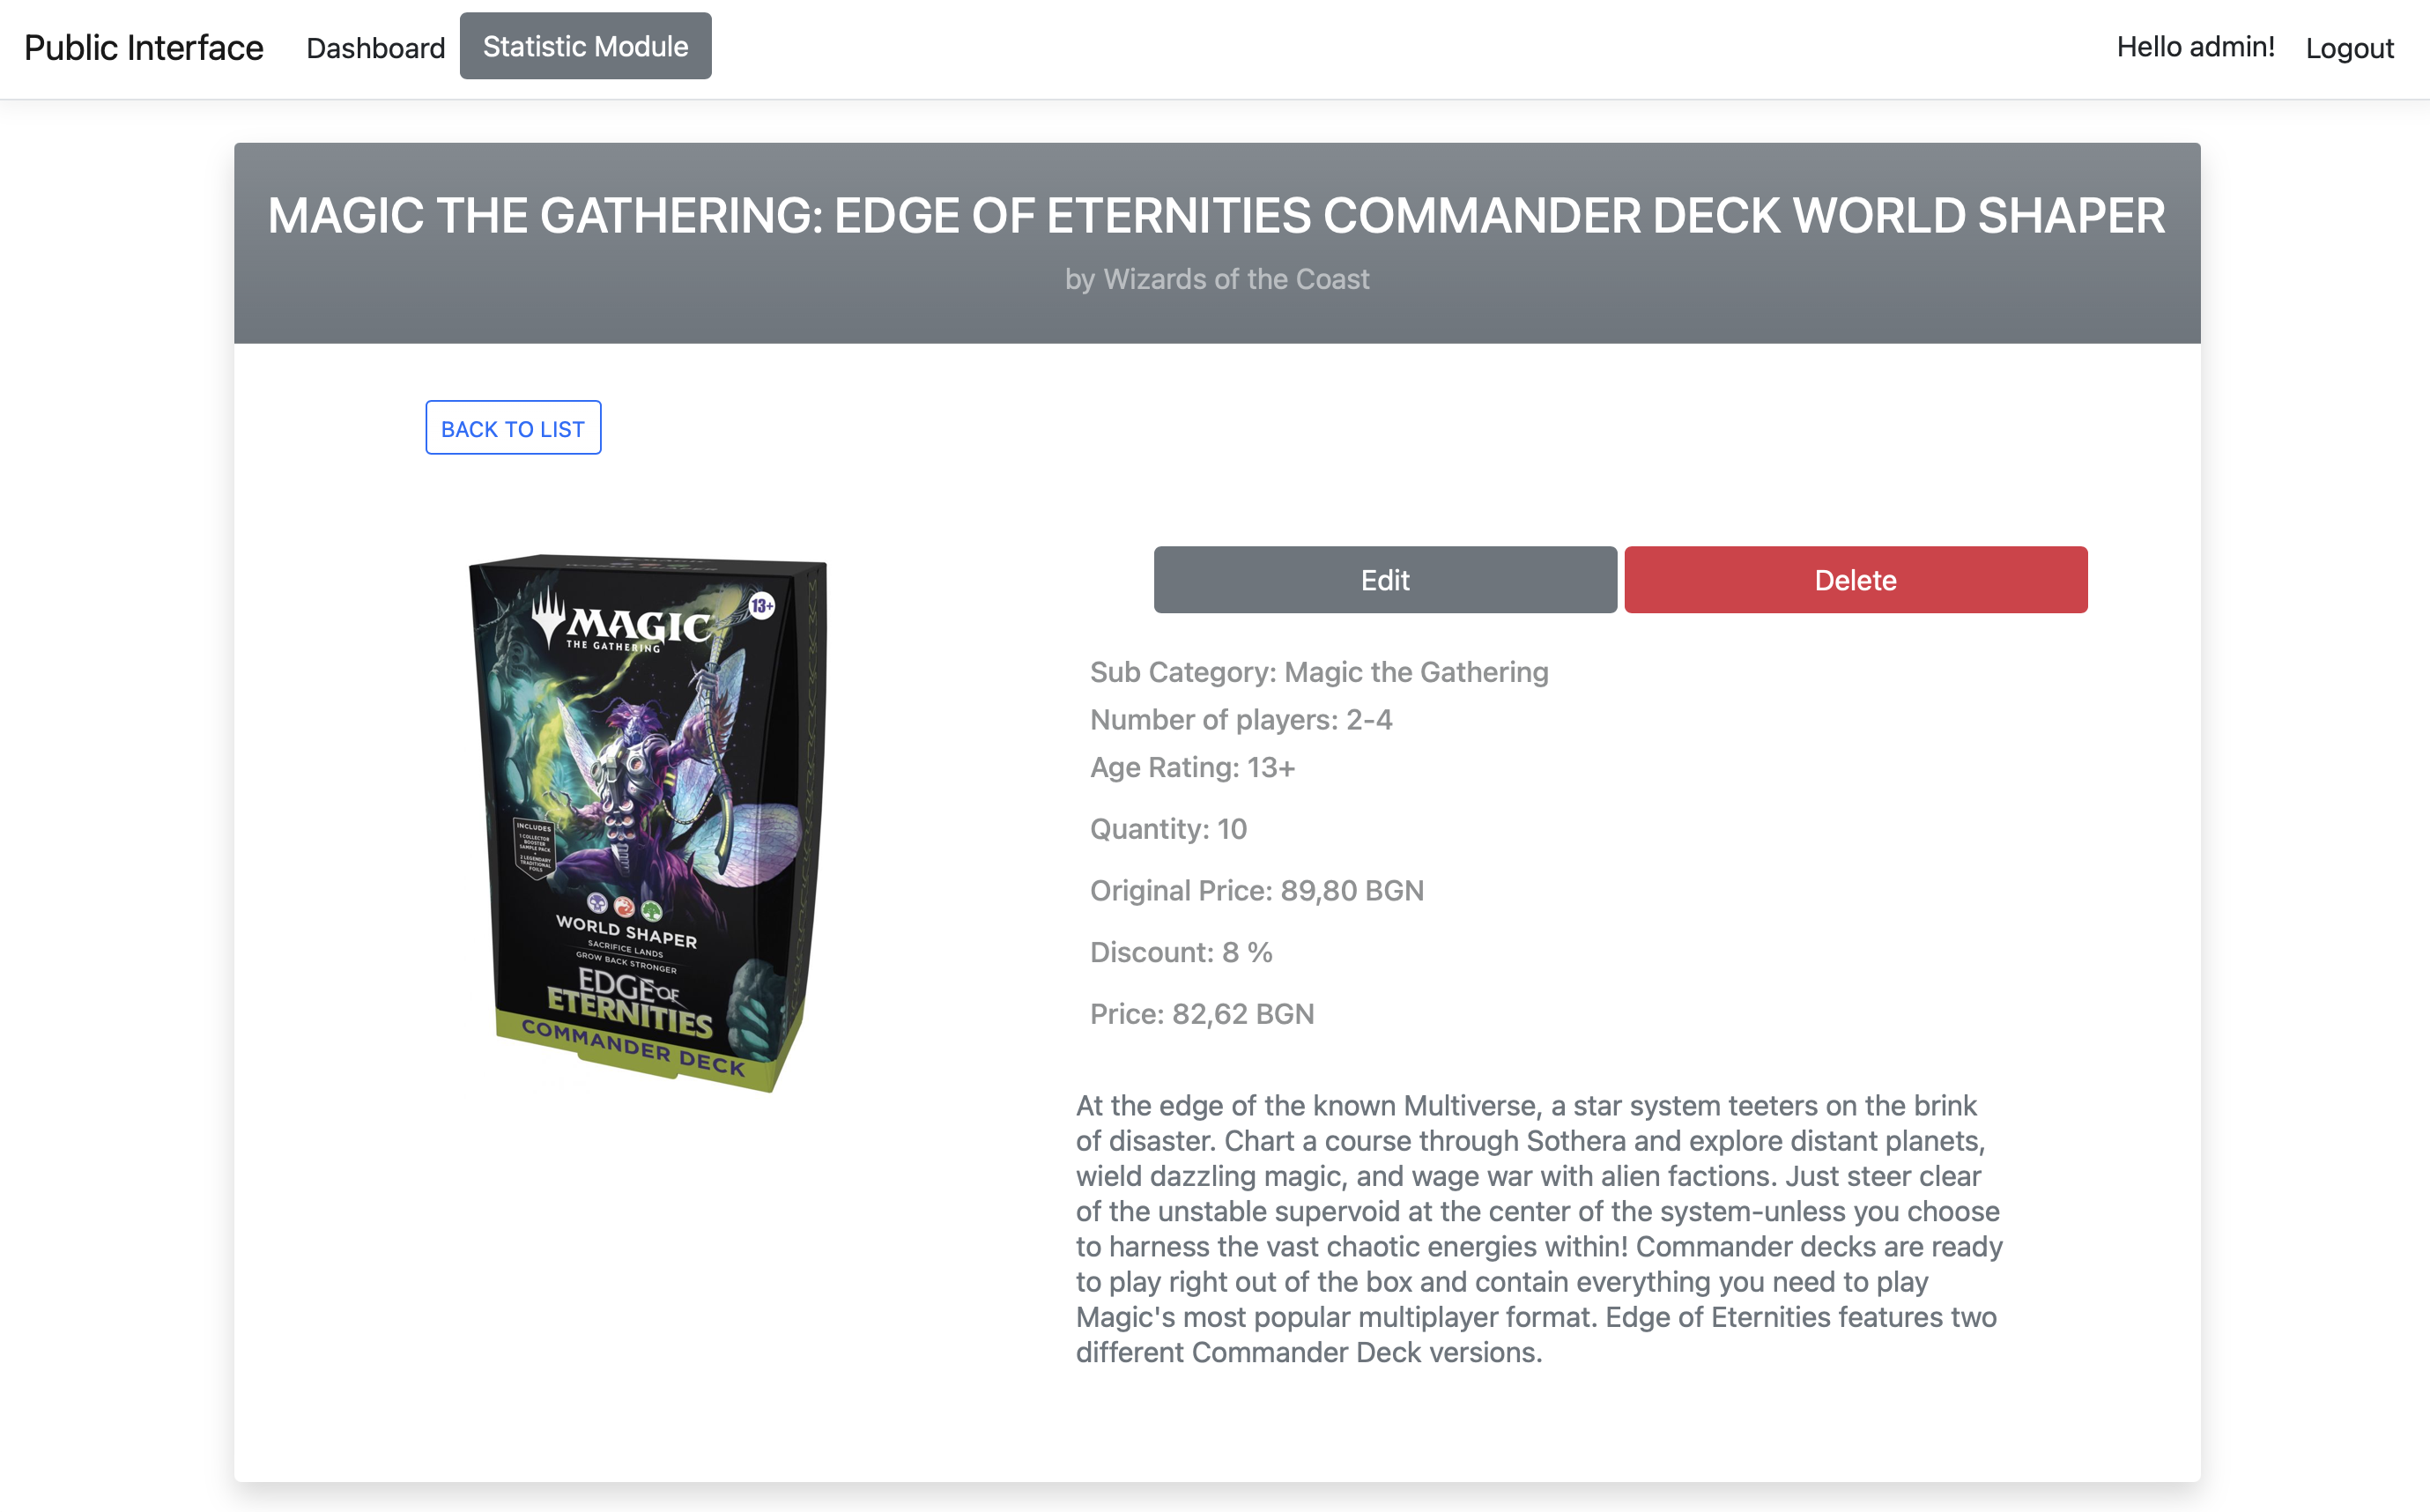 Public Interface Dashboard Statistic Module Hello admin! Logout
MAGIC THE GATHERING: EDGE OF ETERNITIES COMMANDER DECK WORLD SHAPER
by Wizards of the Coast
BACK TO LIST
MAGIC
THE GATHERING
13+
INCLUDES
1 COLLECTOR
BOOSTER
SAMPLE PACK
+
2 LEGENDARY
TRADITIONAL
FOILS
WORLD SHAPER
SACRIFICE LANDS
GROW BACK STRONGER
EDGE OF
ETERNITIES
COMMANDER DECK
Edit Delete
Sub Category: Magic the Gathering
Number of players: 2-4
Age Rating: 13+
Quantity: 10
Original Price: 89,80 BGN
Discount: 8 %
Price: 82,62 BGN
At the edge of the known Multiverse, a star system teeters on the brink
of disaster. Chart a course through Sothera and explore distant planets,
wield dazzling magic, and wage war with alien factions. Just steer clear
of the unstable supervoid at the center of the system-unless you choose
to harness the vast chaotic energies within! Commander decks are ready
to play right out of the box and contain everything you need to play
Magic's most popular multiplayer format. Edge of Eternities features two
different Commander Deck versions.